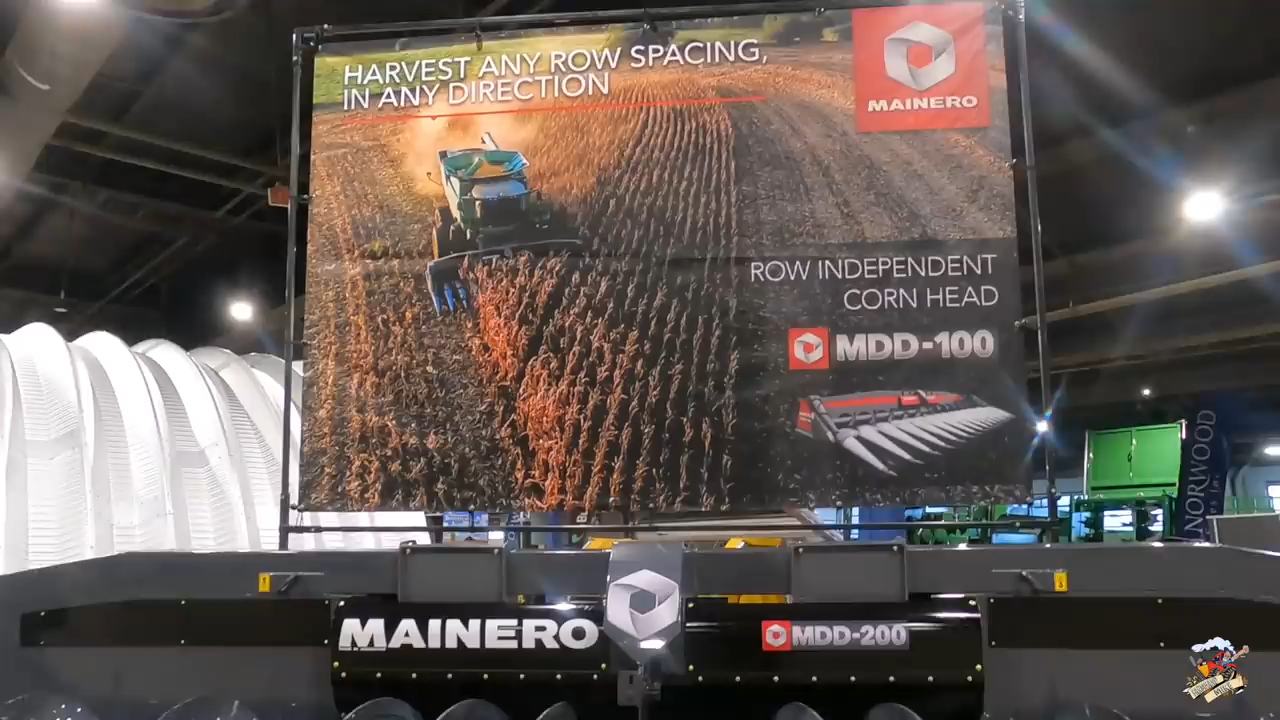 HARVEST ANY ROW SPACING,
IN ANY DIRECTION
MAINERO
ROW INDEPENDENT
CORN HEAD
MDD-100
NORWOOD
MAINERO
MDD-200